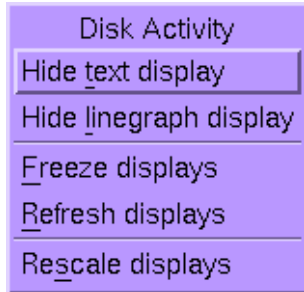 Disk Activity
Hide text display
Hide linegraph display
Freeze displays
Refresh displays
Rescale displays